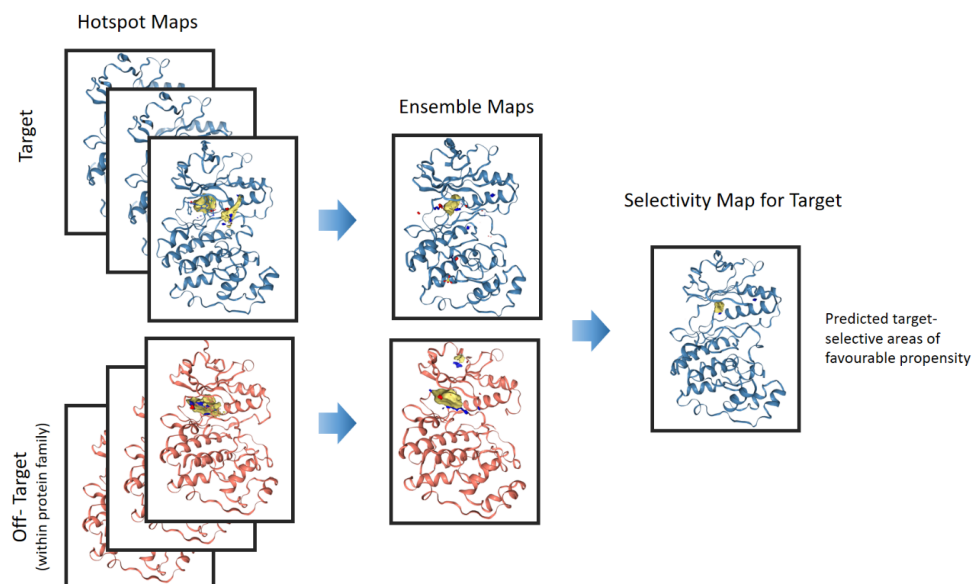 Hotspot Maps
Target
Ensemble Maps
Selectivity Map for Target
Predicted target-
selective areas of
favourable propensity
Off- Target
(within protein family)